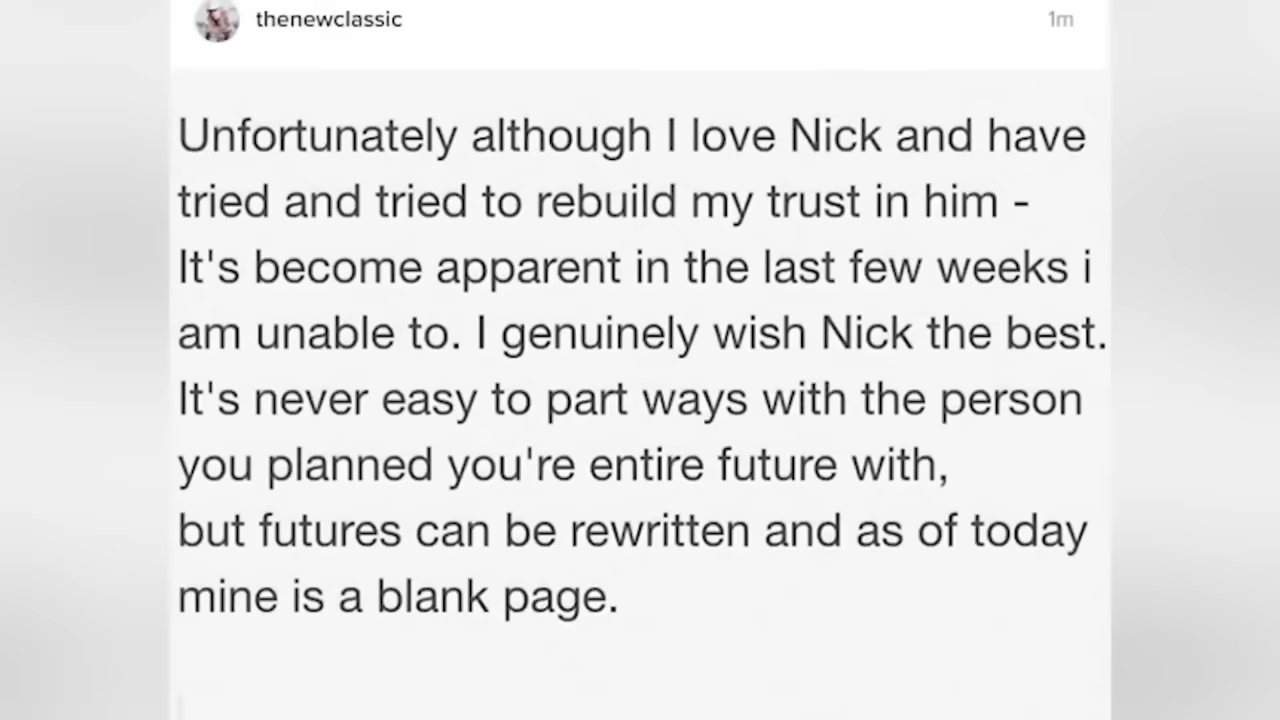 thenewclassic
1m
Unfortunately although I love Nick and have
tried and tried to rebuild my trust in him -
It's become apparent in the last few weeks i
am unable to. I genuinely wish Nick the best.
It's never easy to part ways with the person
you planned you're entire future with,
but futures can be rewritten and as of today
mine is a blank page.